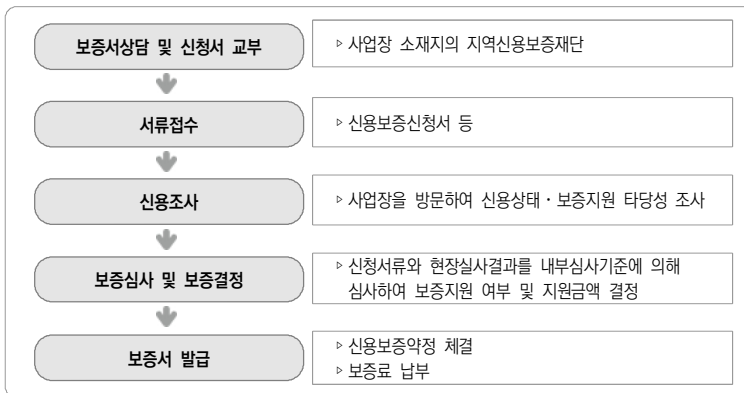 보증서상담 및 신청서 교부
▹ 사업장 소재지의 지역신용보증재단
서류접수
▹ 신용보증신청서 등
신용조사
▹ 사업장을 방문하여 신용상태·보증지원 타당성 조사
보증심사 및 보증결정
▹ 신청서류와 현장실사결과를 내부심사기준에 의해
심사하여 보증지원 여부 및 지원금액 결정
보증서 발급
▹ 신용보증약정 체결
▹ 보증료 납부